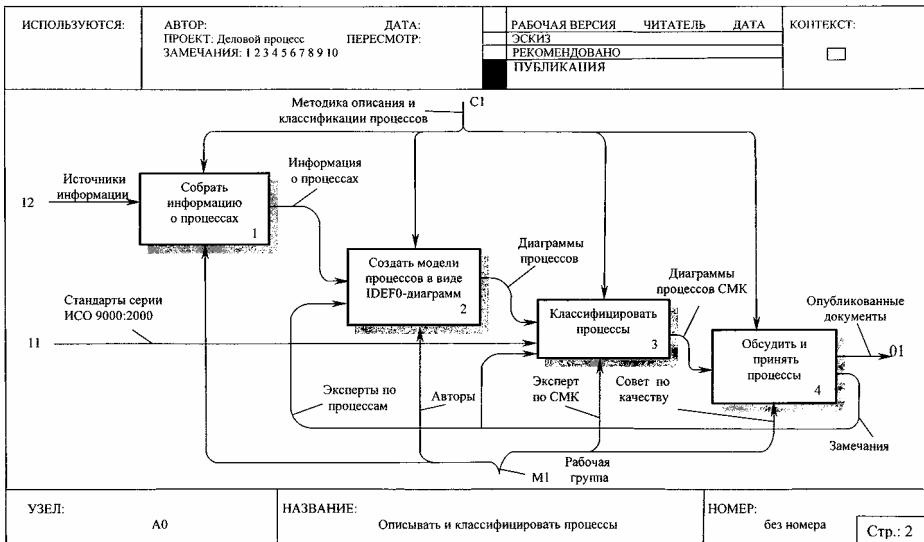 ИСПОЛЬЗУЮТСЯ:
АВТОР:
ДАТА:
ПРОЕКТ: Деловой процесс
ПЕРЕСМОТР:
ЗАМЕЧАНИЯ: 1 2 3 4 5 6 7 8 9 10
РАБОЧАЯ ВЕРСИЯ
ЧИТАТЕЛЬ
ДАТА
ЭСКИЗ
РЕКОМЕНДОВАНО
ПУБЛИКАЦИЯ
КОНТЕКСТ:
Методика описания и
классификации процессов
C1
Источники
информации
I2
Собрать
информацию
о процессах
1
Информация
о процессах
Создать модели
процессов в виде
IDEF0-диаграмм
2
Диаграммы
процессов
Стандарты серии
ИСО 9000:2000
I1
Классифицировать
процессы
3
Диаграммы
процессов СМК
Обсудить и
принять
процессы
4
Опубликованные
документы
01
Эксперты по
процессам
Авторы
Эксперт
по СМК
Совет по
качеству
Замечания
M1
Рабочая
группа
УЗЕЛ:
A0
НАЗВАНИЕ:
Описывать и классифицировать процессы
НОМЕР:
без номера
Стр.: 2